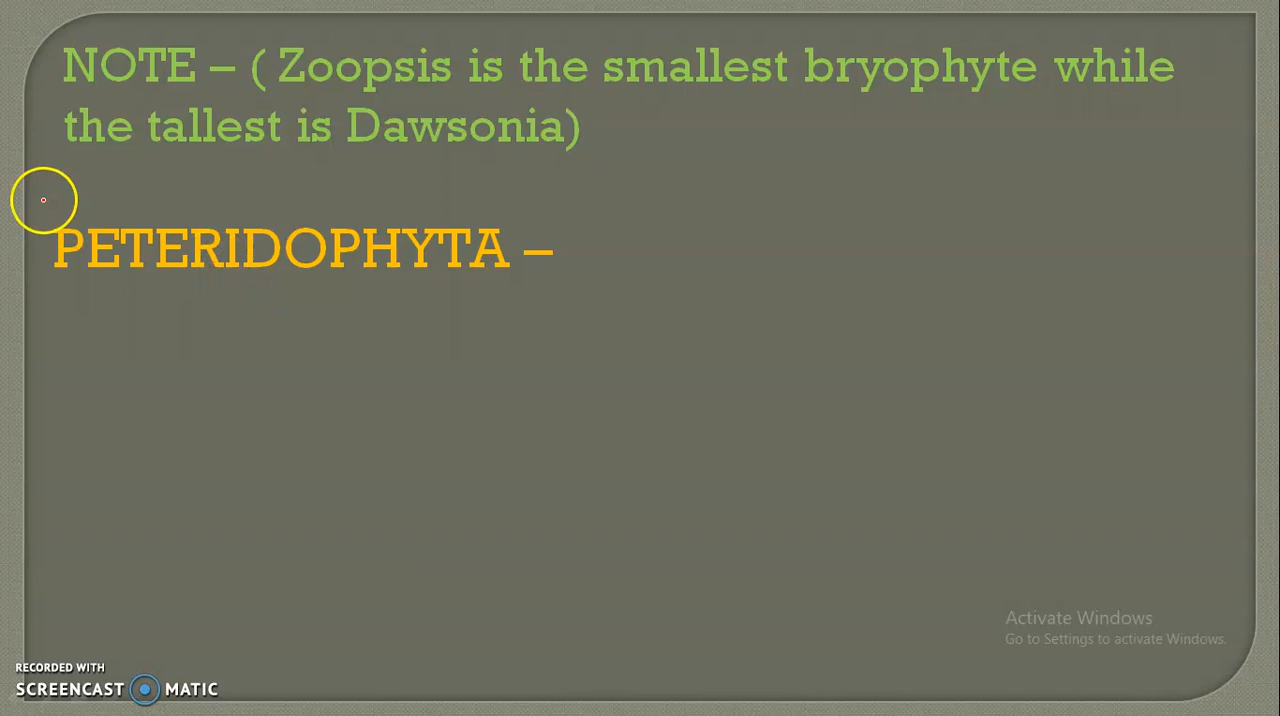 NOTE – ( Zoopsis is the smallest bryophyte while
the tallest is Dawsonia)
PETERIDOPHYTA –
Activate Windows
Go to Settings to activate Windows.
RECORDED WITH
SCREENCAST MATIC